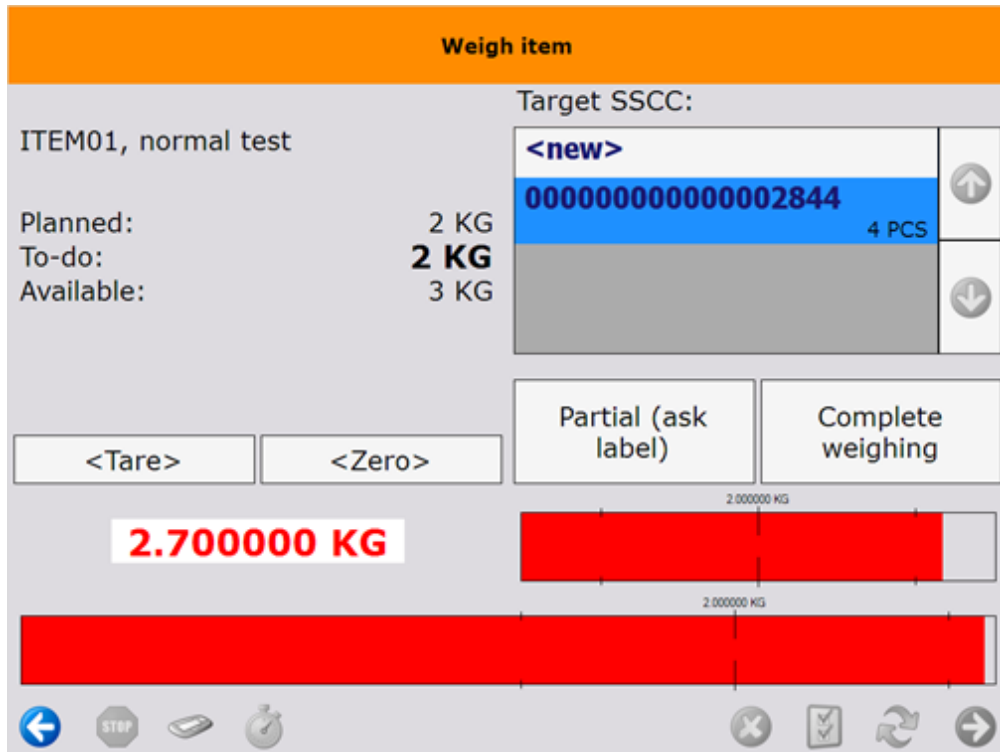 Weigh item
Target SSCC:
ITEM01, normal test
<new>
000000000000002844
4 PCS
Planned: 2 KG
To-do: 2 KG
Available: 3 KG
Partial (ask
label)
Complete
weighing
<Tare>
<Zero>
2.000000 KG
2.700000 KG
2.000000 KG
STOP